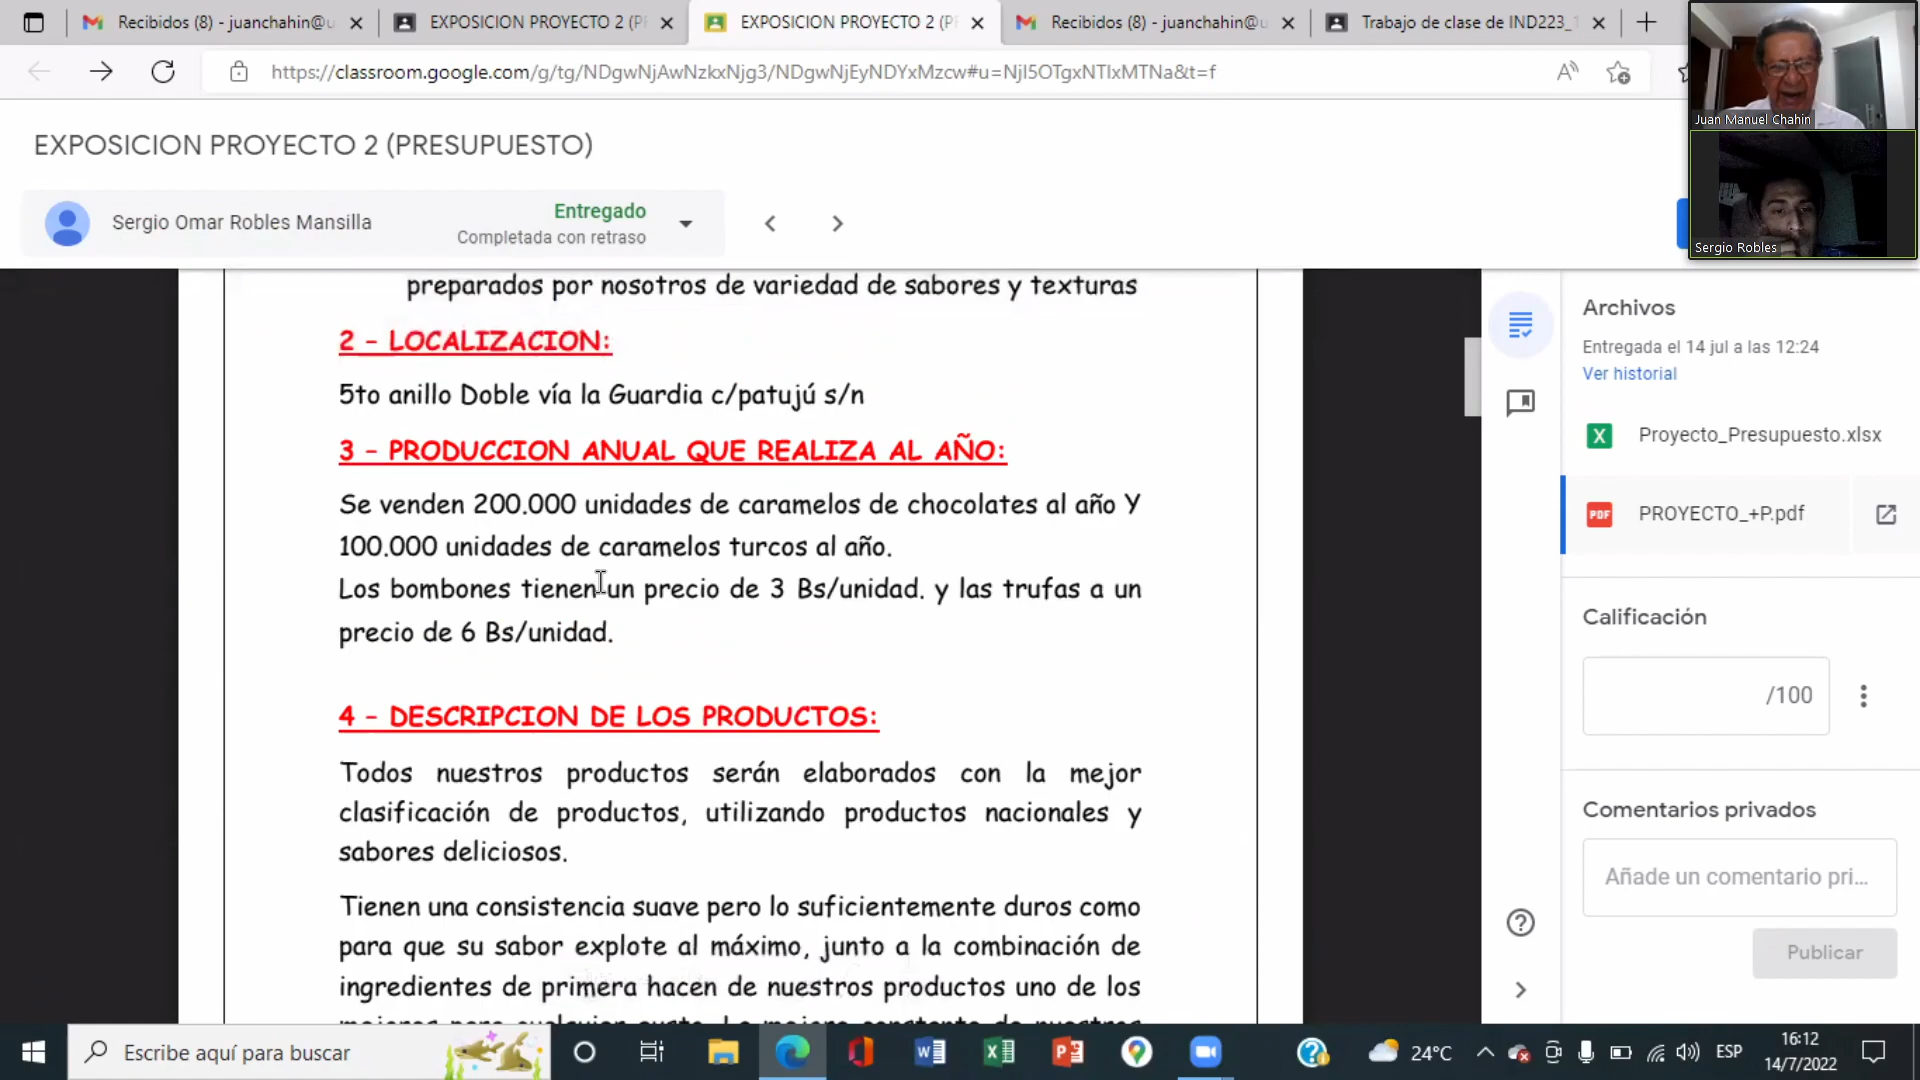 Recibidos (8) - juanchahin@u
EXPOSICION PROYECTO 2 (P
EXPOSICION PROYECTO 2 (P
Recibidos (8) - juanchahin@u
Trabajo de clase de IND223_1
https://classroom.google.com/g/tg/NDgwNjAwNzkxNjg3/NDgwNjEyNDYxMzcw#u=NjI5OTgxNTIxMTNa&t=f
Juan Manuel Chahin
Sergio Robles
EXPOSICION PROYECTO 2 (PRESUPUESTO)
Sergio Omar Robles Mansilla
Entregado
Completada con retraso
preparados por nosotros de variedad de sabores y texturas
2 - LOCALIZACION:
5to anillo Doble vía la Guardia c/patujú s/n
3 - PRODUCCION ANUAL QUE REALIZA AL AÑO:
Se venden 200.000 unidades de caramelos de chocolates al año Y
100.000 unidades de caramelos turcos al año.
Los bombones tienen un precio de 3 Bs/unidad. y las trufas a un
precio de 6 Bs/unidad.
4 - DESCRIPCION DE LOS PRODUCTOS:
Todos nuestros productos serán elaborados con la mejor
clasificación de productos, utilizando productos nacionales y
sabores deliciosos.
Tienen una consistencia suave pero lo suficientemente duros como
para que su sabor explote al máximo, junto a la combinación de
ingredientes de primera hacen de nuestros productos uno de los
Archivos
Entregada el 14 jul a las 12:24
Ver historial
X
Proyecto_Presupuesto.xlsx
PDF
PROYECTO_+P.pdf
Calificación
/100
Comentarios privados
Añade un comentario pri...
Publicar
Escribe aquí para buscar
24°C
ESP
16:12
14/7/2022